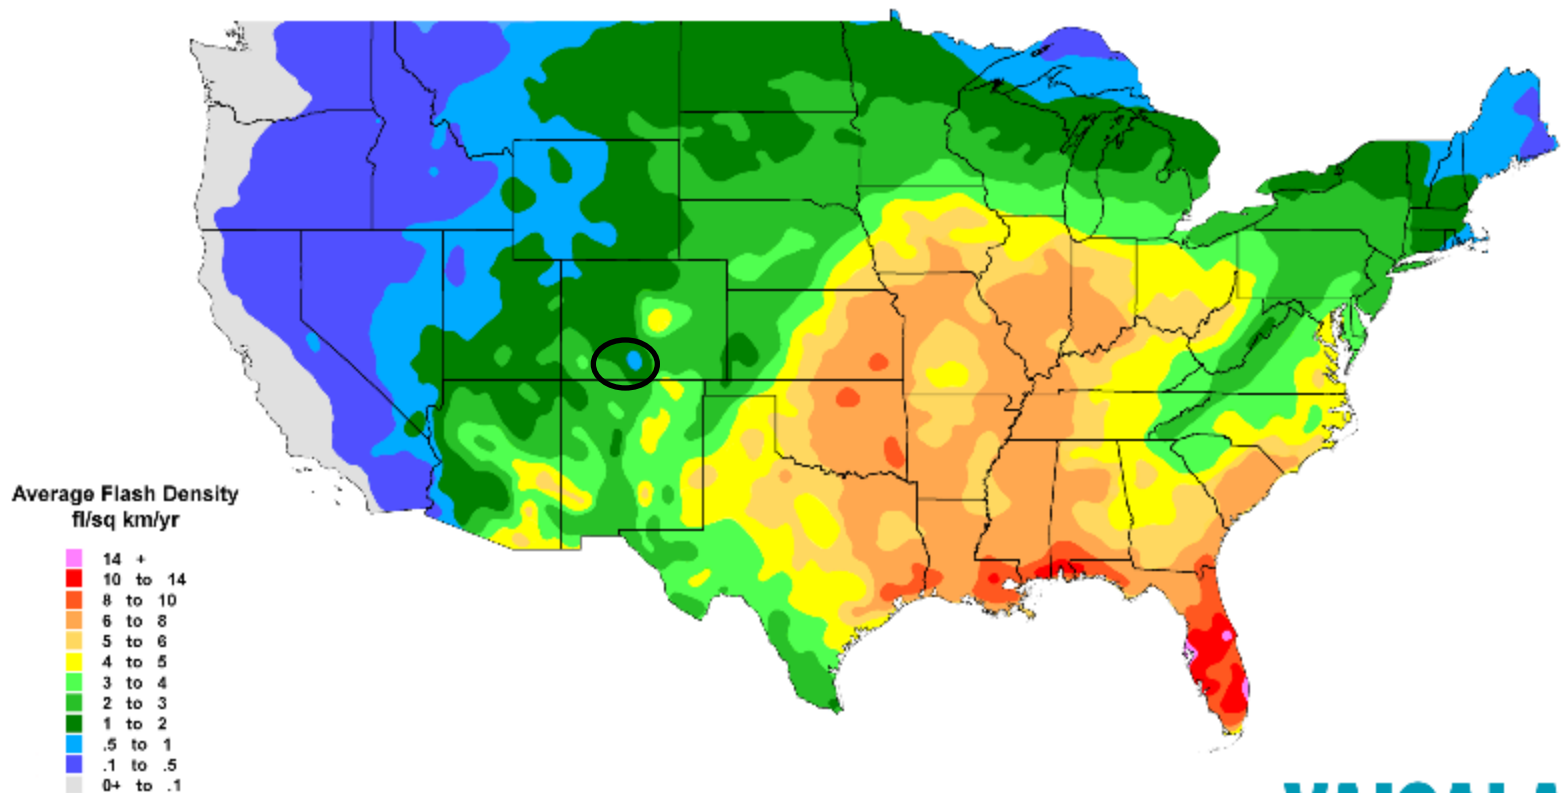 Average Flash Density
fl/sq km/yr
14 +
10 to 14
8 to 10
6 to 8
5 to 6
4 to 5
3 to 4
2 to 3
1 to 2
.5 to 1
.1 to .5
0+ to .1
VAISALA